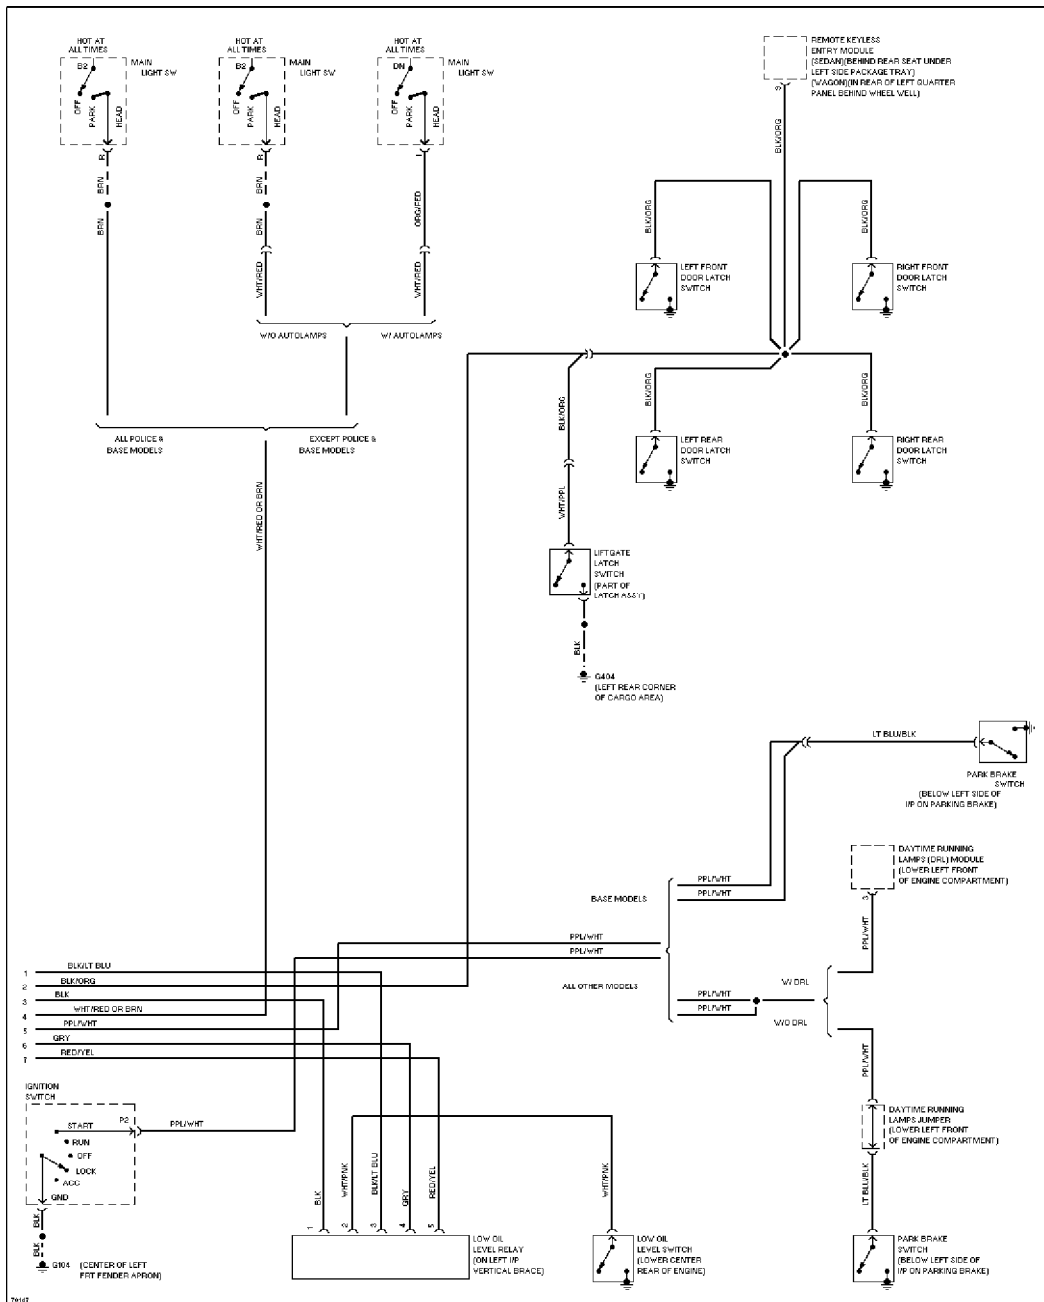 HOT AT
ALL TIMES
B2
MAIN
LIGHT SW
OFF
PARK
HEAD
R
BRN
BRN
HOT AT
ALL TIMES
B2
MAIN
LIGHT SW
OFF
PARK
HEAD
R
BRN
BRN
WHT/RED
HOT AT
ALL TIMES
DN
MAIN
LIGHT SW
OFF
PARK
HEAD
I
ORG/RED
WHT/RED
W/O AUTOLAMPS
W/ AUTOLAMPS
ALL POLICE &
BASE MODELS
EXCEPT POLICE &
BASE MODELS
WHT/RED OR BRN
REMOTE KEYLESS
ENTRY MODULE
(SEDAN)(BEHIND REAR SEAT UNDER
LEFT SIDE PACKAGE TRAY)
(WAGON)(IN REAR OF LEFT QUARTER
PANEL BEHIND WHEEL WELL)
BLK/ORG
BLK/ORG
LEFT FRONT
DOOR LATCH
SWITCH
BLK/ORG
RIGHT FRONT
DOOR LATCH
SWITCH
BLK/ORG
LEFT REAR
DOOR LATCH
SWITCH
BLK/ORG
RIGHT REAR
DOOR LATCH
SWITCH
BLK/ORG
WHT/PPL
LIFTGATE
LATCH
SWITCH
(PART OF
LATCH ASSY)
BLK
G404
(LEFT REAR CORNER
OF CARGO AREA)
LT BLU/BLK
PARK BRAKE
SWITCH
(BELOW LEFT SIDE OF
I/P ON PARKING BRAKE)
DAYTIME RUNNING
LAMPS (DRL) MODULE
(LOWER LEFT FRONT
OF ENGINE COMPARTMENT)
3
PPL/WHT
BASE MODELS
PPL/WHT
PPL/WHT
PPL/WHT
PPL/WHT
ALL OTHER MODELS
PPL/WHT
PPL/WHT
W/ DRL
W/O DRL
PPL/WHT
DAYTIME RUNNING
LAMPS JUMPER
(LOWER LEFT FRONT
OF ENGINE COMPARTMENT)
LT BLU/BLK
PARK BRAKE
SWITCH
(BELOW LEFT SIDE OF
I/P ON PARKING BRAKE)
1 BLK/LT BLU
2 BLK/ORG
3 BLK
4 WHT/RED OR BRN
5 PPL/WHT
6 GRY
7 RED/YEL
IGNITION
SWITCH
START
P2
PPL/WHT
RUN
OFF
LOCK
ACC
GND
BLK
BLK
G104
(CENTER OF LEFT
FRT FENDER APRON)
BLK
WHT/PNK
BLK/LT BLU
GRY
RED/YEL
1
2
3
4
5
LOW OIL
LEVEL RELAY
(ON LEFT I/P
VERTICAL BRACE)
WHT/PNK
LOW OIL
LEVEL SWITCH
(LOWER CENTER
REAR OF ENGINE)